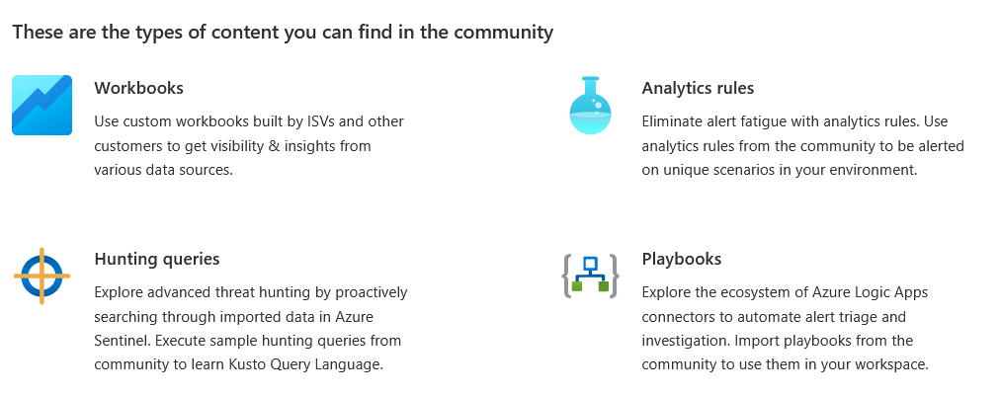 These are the types of content you can find in the community
Workbooks
Use custom workbooks built by ISVs and other
customers to get visibility & insights from
various data sources.
Analytics rules
Eliminate alert fatigue with analytics rules. Use
analytics rules from the community to be alerted
on unique scenarios in your environment.
Hunting queries
Explore advanced threat hunting by proactively
searching through imported data in Azure
Sentinel. Execute sample hunting queries from
community to learn Kusto Query Language.
Playbooks
Explore the ecosystem of Azure Logic Apps
connectors to automate alert triage and
investigation. Import playbooks from the
community to use them in your workspace.